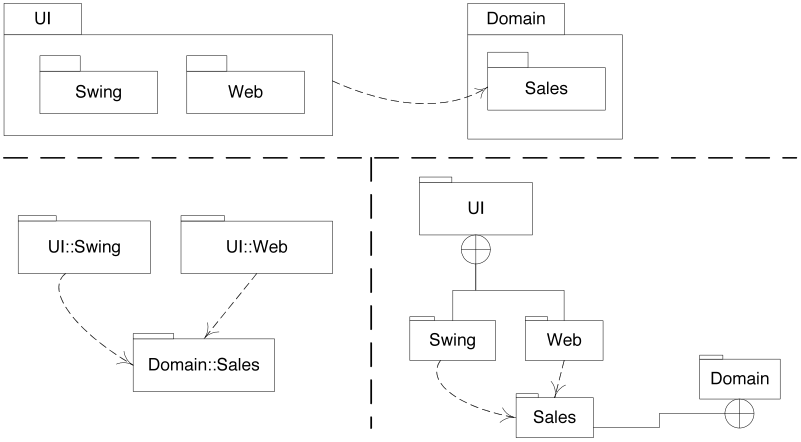 UI
Domain
Swing
Web
Sales
UI::Swing
UI::Web
Domain::Sales
UI
Swing
Web
Domain
Sales